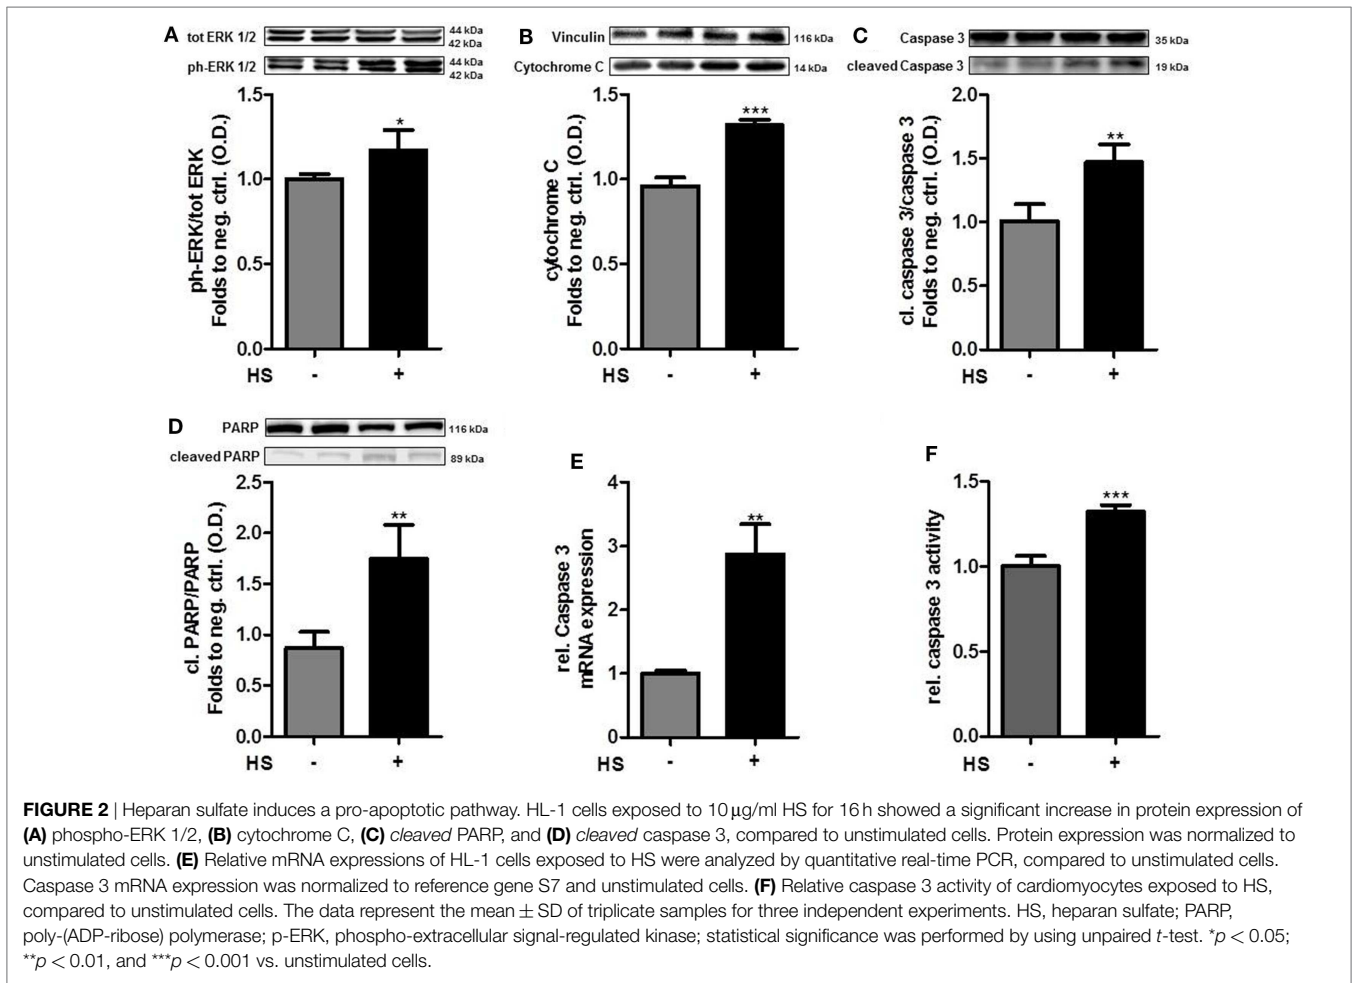 A
tot ERK 1/2
44 kDa
42 kDa
ph-ERK 1/2
44 kDa
42 kDa
1.5
1.0
0.5
0.0
ph-ERK/tot ERK
Folds to neg. ctrl. (O.D.)
*
HS - +
B
Vinculin
116 kDa
Cytochrome C
14 kDa
1.5
1.0
0.5
0.0
cytochrome C
Folds to neg. ctrl. (O.D.)
***
HS - +
C
Caspase 3
35 kDa
cleaved Caspase 3
19 kDa
2.0
1.5
1.0
0.5
0.0
cl. caspase 3/caspase 3
Folds to neg. ctrl. (O.D.)
**
HS - +
D
PARP
116 kDa
cleaved PARP
89 kDa
2.5
2.0
1.5
1.0
0.5
0.0
cl. PARP/PARP
Folds to neg. ctrl. (O.D.)
**
HS - +
E
4
3
2
1
0
rel. Caspase 3
mRNA expression
**
HS - +
F
1.5
1.0
0.5
0.0
rel. caspase 3 activity
***
HS - +
FIGURE 2 | Heparan sulfate induces a pro-apoptotic pathway. HL-1 cells exposed to 10 µg/ml HS for 16 h showed a significant increase in protein expression of
(A) phospho-ERK 1/2, (B) cytochrome C, (C) cleaved PARP, and (D) cleaved caspase 3, compared to unstimulated cells. Protein expression was normalized to
unstimulated cells. (E) Relative mRNA expressions of HL-1 cells exposed to HS were analyzed by quantitative real-time PCR, compared to unstimulated cells.
Caspase 3 mRNA expression was normalized to reference gene S7 and unstimulated cells. (F) Relative caspase 3 activity of cardiomyocytes exposed to HS,
compared to unstimulated cells. The data represent the mean ± SD of triplicate samples for three independent experiments. HS, heparan sulfate; PARP,
poly-(ADP-ribose) polymerase; p-ERK, phospho-extracellular signal-regulated kinase; statistical significance was performed by using unpaired t-test. *p < 0.05;
**p < 0.01, and ***p < 0.001 vs. unstimulated cells.